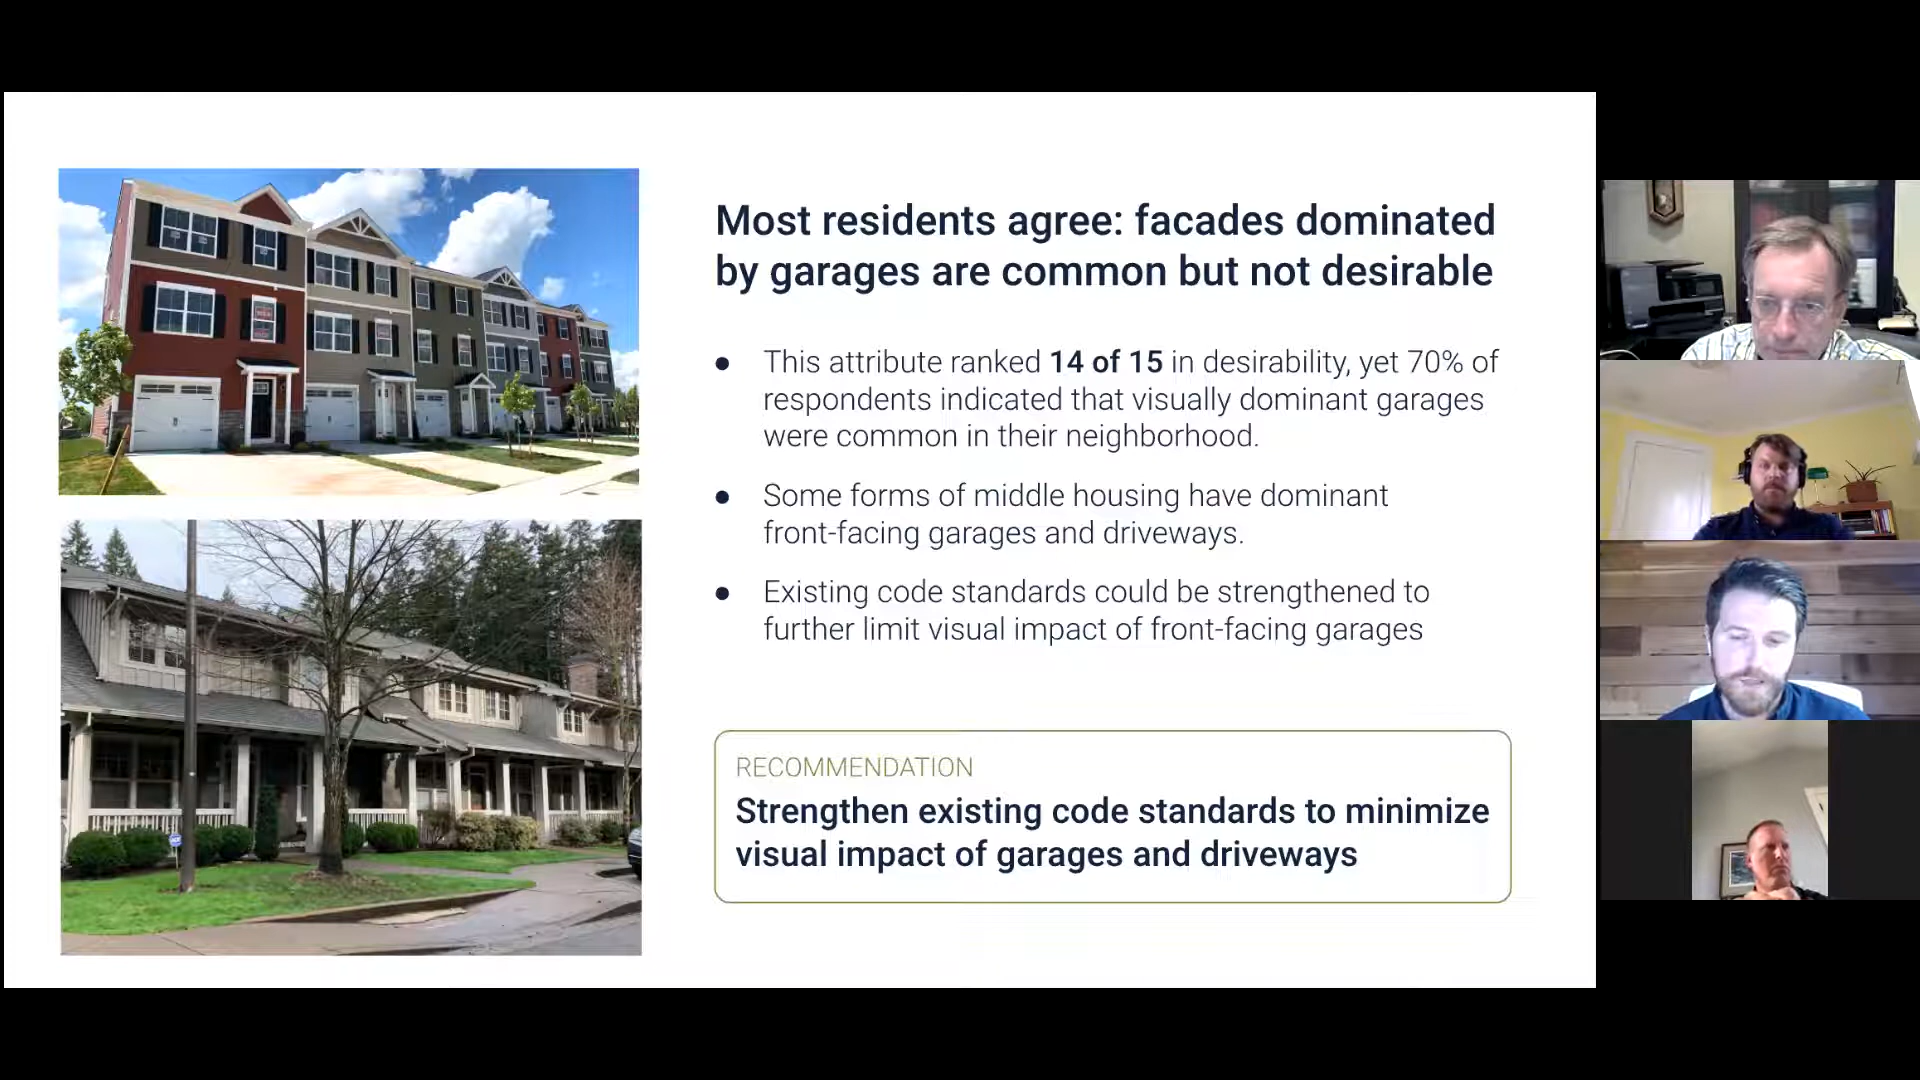 Most residents agree: facades dominated
by garages are common but not desirable
● This attribute ranked 14 of 15 in desirability, yet 70% of
respondents indicated that visually dominant garages
were common in their neighborhood.
● Some forms of middle housing have dominant
front-facing garages and driveways.
● Existing code standards could be strengthened to
further limit visual impact of front-facing garages
RECOMMENDATION
Strengthen existing code standards to minimize
visual impact of garages and driveways